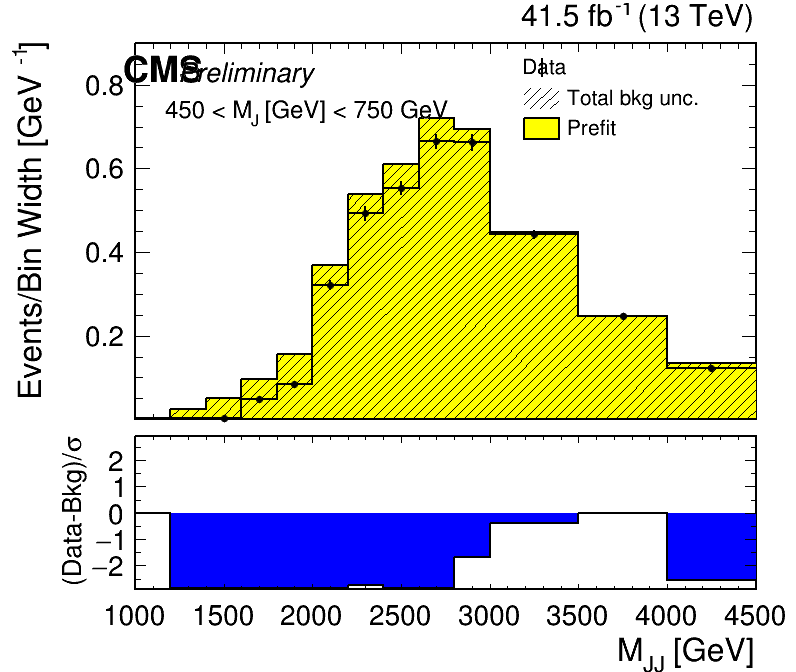 41.5 fb⁻¹ (13 TeV)
CMS Preliminary
450 < M_J [GeV] < 750 GeV
Data
Total bkg unc.
Prefit
Events/Bin Width [GeV⁻¹]
0.8
0.6
0.4
0.2
(Data-Bkg)/σ
2
1
0
−1
−2
1000 1500 2000 2500 3000 3500 4000 4500
M_JJ [GeV]